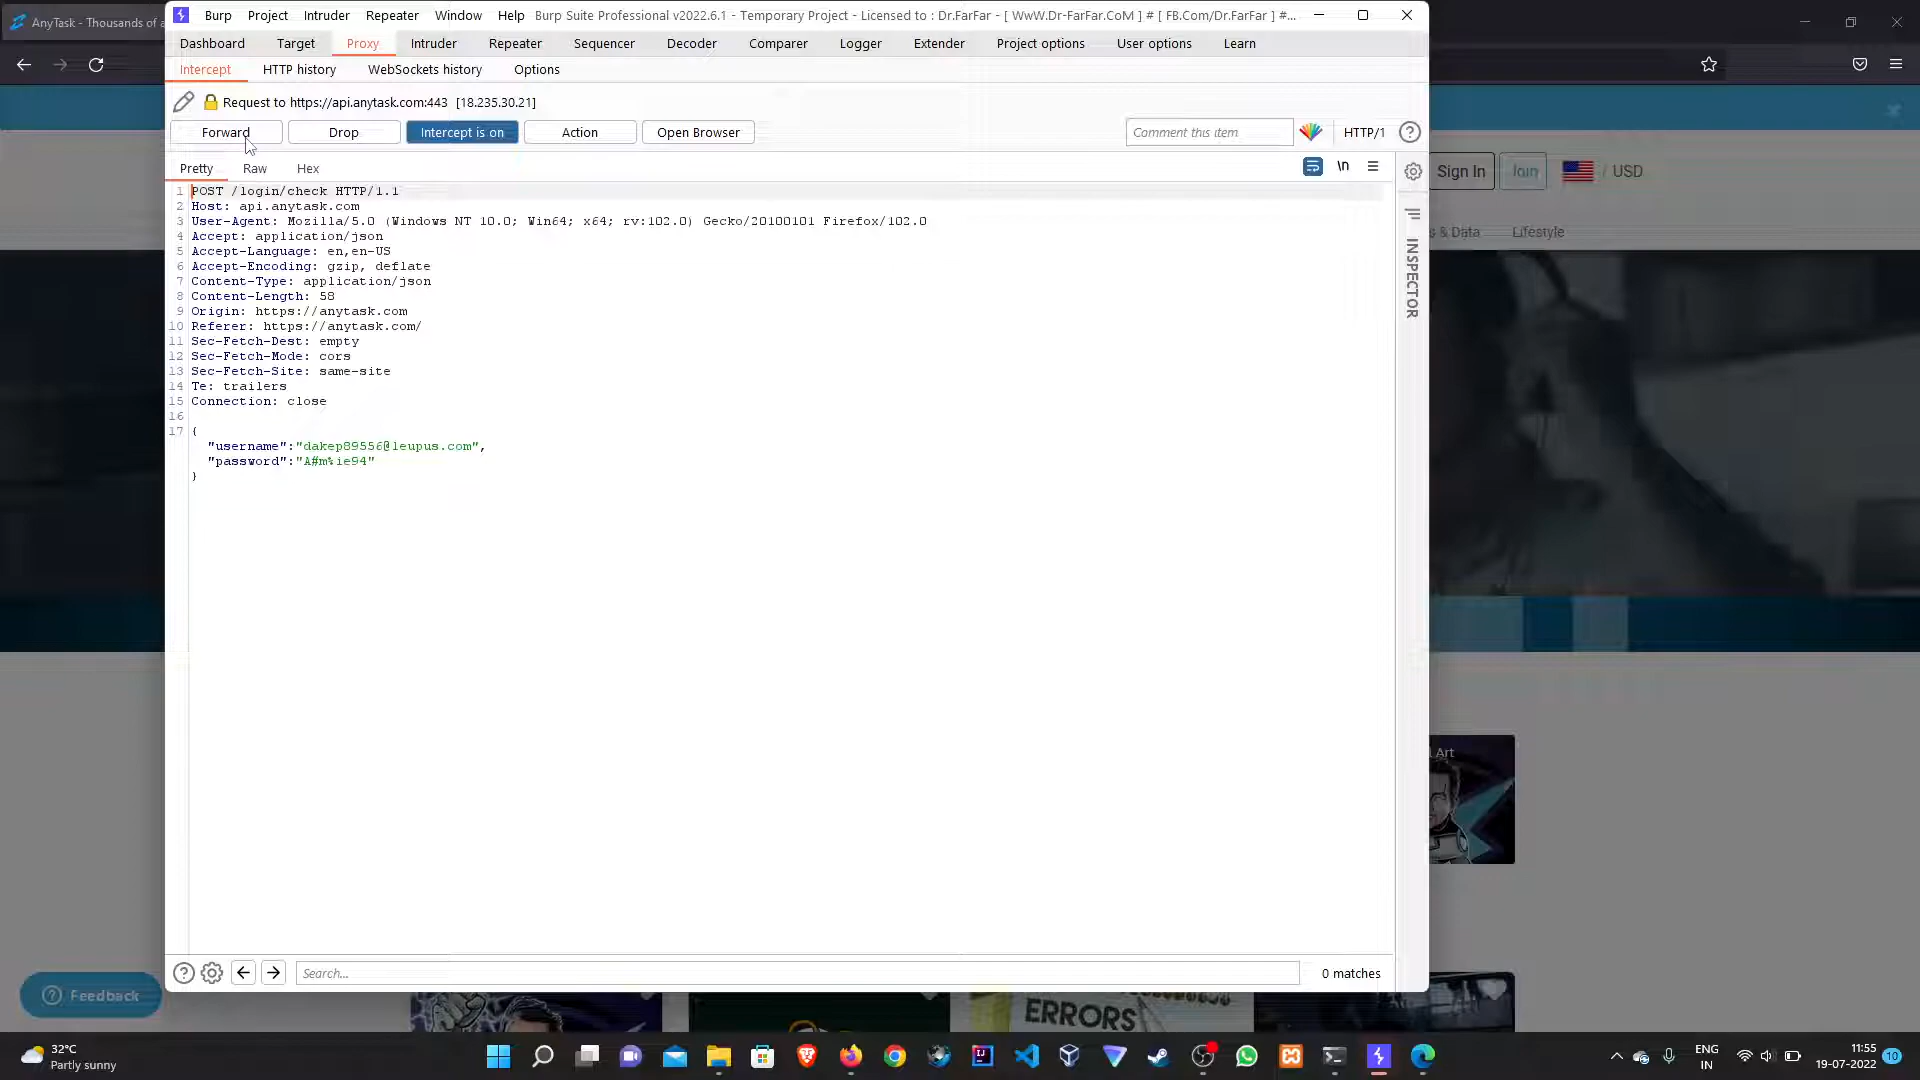 AnyTask - Thousands of a
Burp Project Intruder Repeater Window Help Burp Suite Professional v2022.6.1 - Temporary Project - Licensed to : Dr.FarFar - [ WwW.Dr-FarFar.CoM ] # [ FB.Com/Dr.FarFar ] #...
Dashboard Target Proxy Intruder Repeater Sequencer Decoder Comparer Logger Extender Project options User options Learn
Intercept HTTP history WebSockets history Options
Request to https://api.anytask.com:443 [18.235.30.21]
Forward Drop Intercept is on Action Open Browser Comment this item HTTP/1 ?
Pretty Raw Hex \n
Sign In Join / USD
1 POST /login/check HTTP/1.1
2 Host: api.anytask.com
3 User-Agent: Mozilla/5.0 (Windows NT 10.0; Win64; x64; rv:102.0) Gecko/20100101 Firefox/102.0
4 Accept: application/json
5 Accept-Language: en,en-US
6 Accept-Encoding: gzip, deflate
7 Content-Type: application/json
8 Content-Length: 58
9 Origin: https://anytask.com
10 Referer: https://anytask.com/
11 Sec-Fetch-Dest: empty
12 Sec-Fetch-Mode: cors
13 Sec-Fetch-Site: same-site
14 Te: trailers
15 Connection: close
16
17 {
"username":"dakep89556@leupus.com",
"password":"A#m%ie94"
}
INSPECTOR
s & Data Lifestyle
l Art
Search... 0 matches
Feedback
ERRORS
32°C
Partly sunny
ENG
IN
11:55
19-07-2022
10